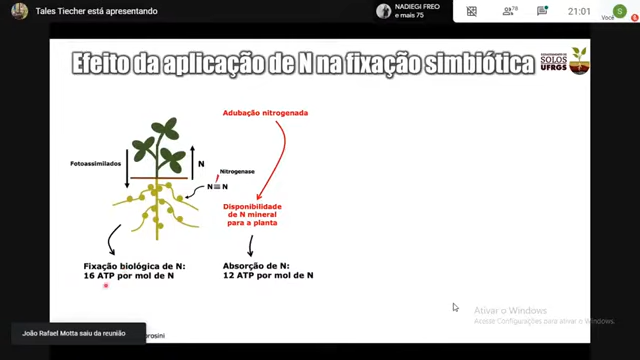 Tales Tiecher está apresentando
NADIEGI FREO
e mais 75
78
21:01
S
Você
Efeito da aplicação de N na fixação simbiótica
SOLOS
UFRGS
Adubação nitrogenada
Fotoassimilados
N
Nitrogenase
N ≡ N
Disponibilidade
de N mineral
para a planta
Fixação biológica de N:
16 ATP por mol de N
Absorção de N:
12 ATP por mol de N
Ativar o Windows
Acesse Configurações para ativar o Windows.
João Rafael Motta saiu da reunião